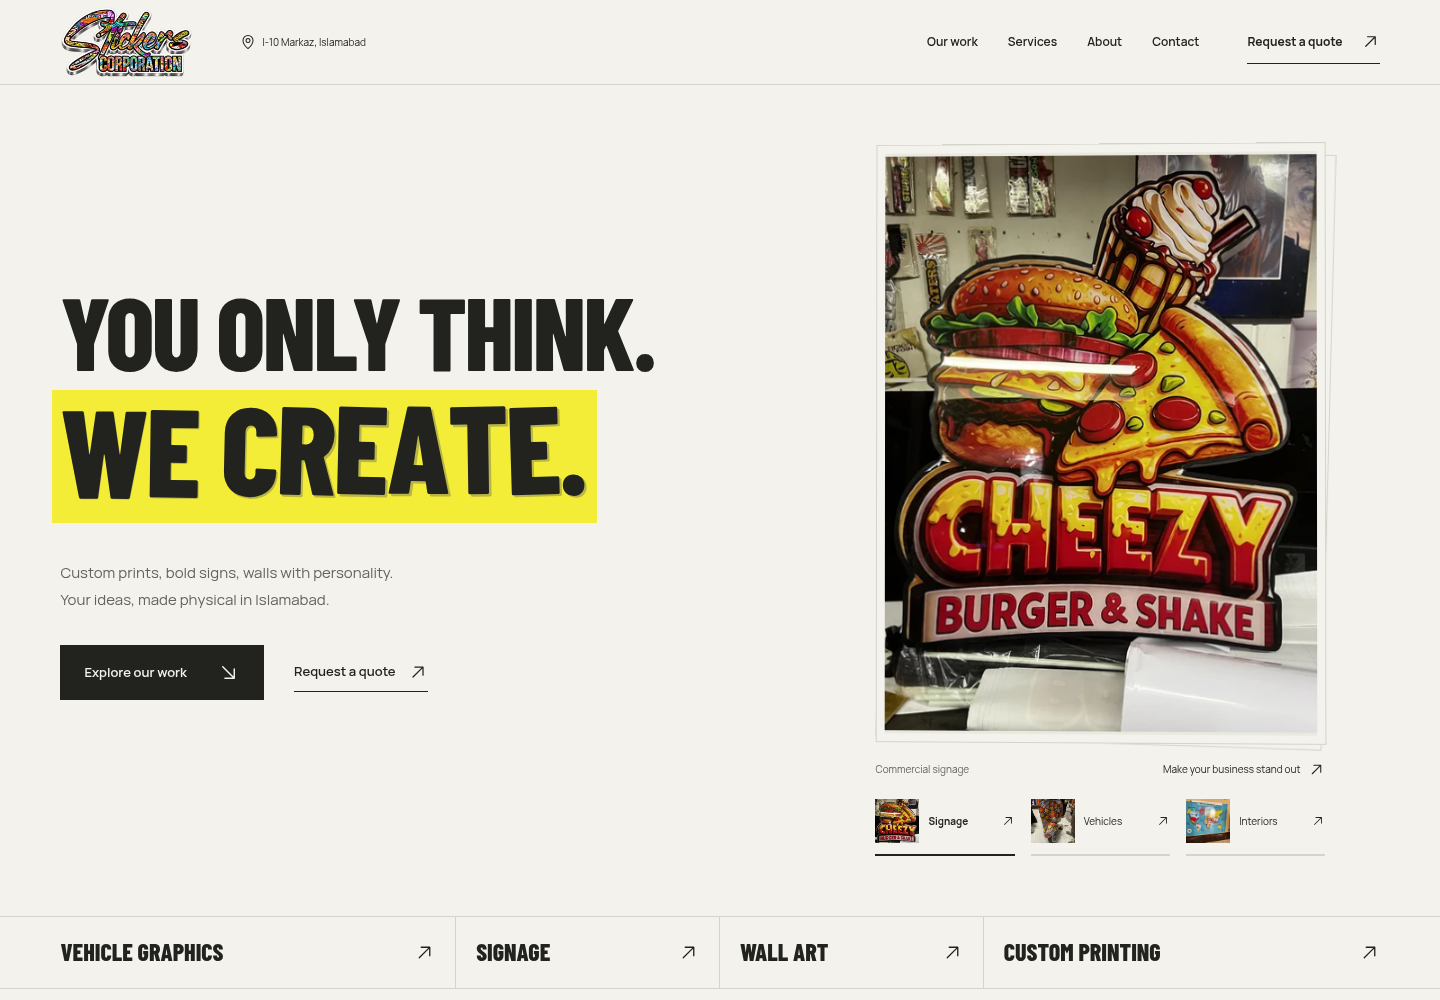 Stickers
CORPORATION
I-10 Markaz, Islamabad
Our work
Services
About
Contact
Request a quote
YOU ONLY THINK.
WE CREATE.
Custom prints, bold signs, walls with personality.
Your ideas, made physical in Islamabad.
Explore our work
Request a quote
CHEEZY
BURGER & SHAKE
Commercial signage
Make your business stand out
Signage
Vehicles
Interiors
VEHICLE GRAPHICS
SIGNAGE
WALL ART
CUSTOM PRINTING